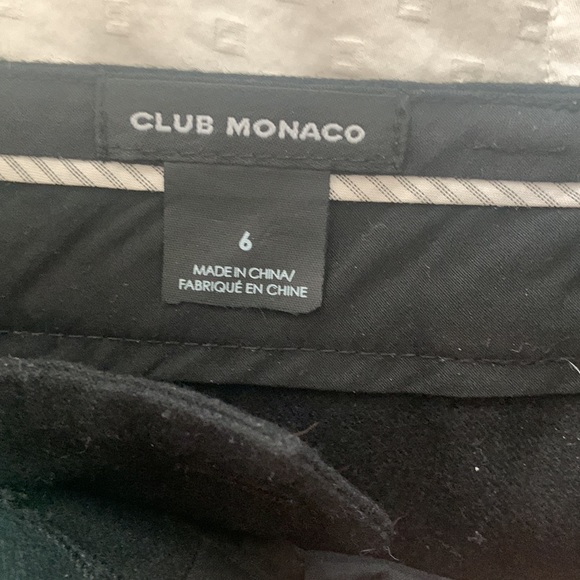 CLUB MONACO
6
MADE IN CHINA/
FABRIQUÉ EN CHINE